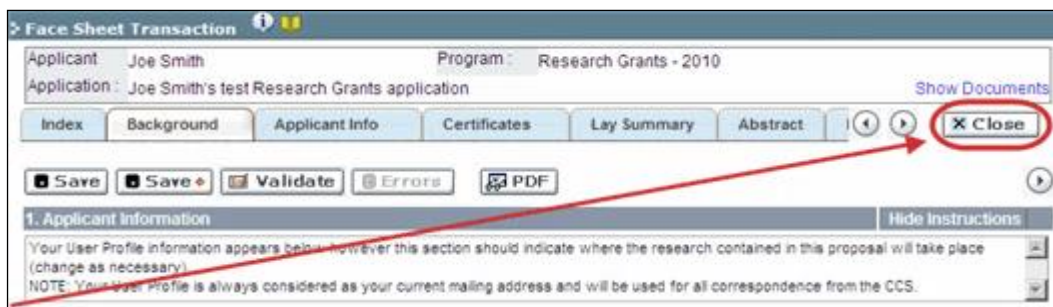 Face Sheet Transaction
Applicant Joe Smith Program : Research Grants - 2010
Application : Joe Smith's test Research Grants application Show Documents
Index Background Applicant Info Certificates Lay Summary Abstract Close
Save Save Validate Errors PDF
1. Applicant Information Hide Instructions
Your User Profile information appears below however this section should indicate where the research contained in this proposal will take place
(change as necessary)
NOTE: Your User Profile is always considered as your current mailing address and will be used for all correspondence from the CCS.